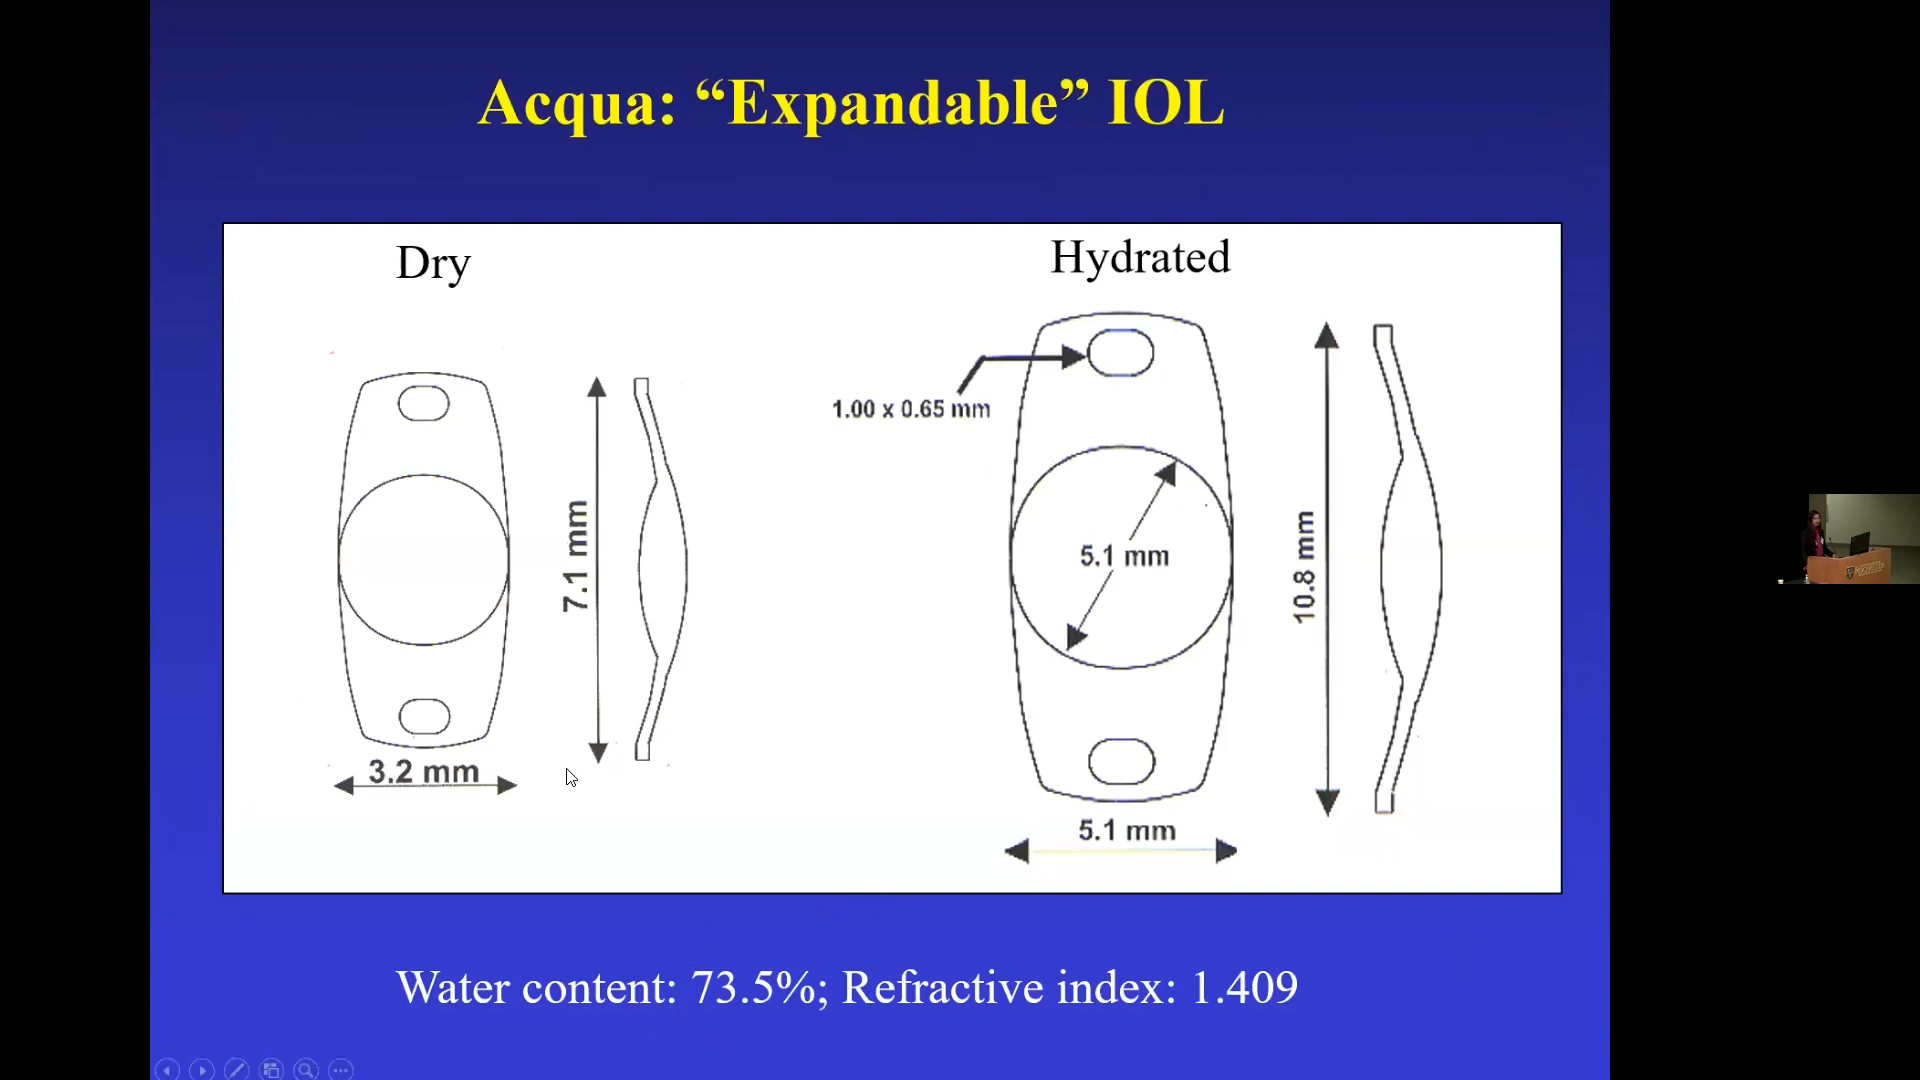 Acqua: “Expandable” IOL
Dry
Hydrated
1.00 x 0.65 mm
7.1 mm
5.1 mm
10.8 mm
3.2 mm
5.1 mm
Water content: 73.5%; Refractive index: 1.409